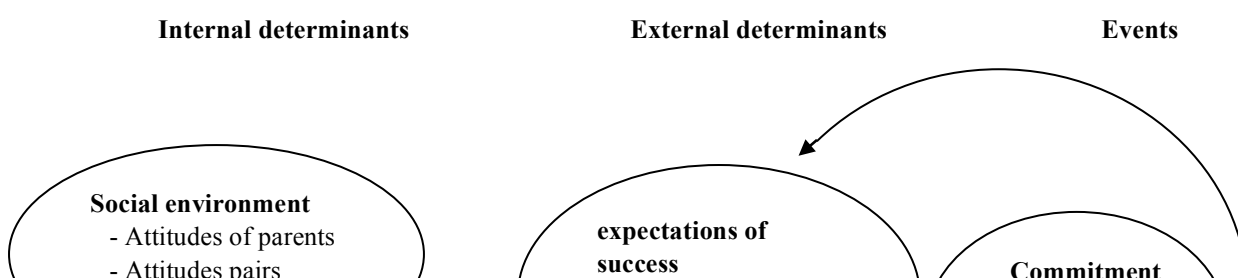 Internal determinants
External determinants
Events
Social environment
- Attitudes of parents
- Attitudes pairs
expectations of
success
Commitment